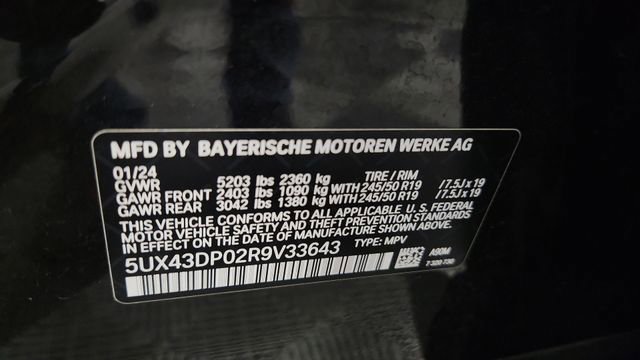 MFD BY BAYERISCHE MOTOREN WERKE AG
01/24 TIRE / RIM
GVWR 5203 lbs 2360 kg
GAWR FRONT 2403 lbs 1090 kg WITH 245/50 R19 /7.5J x 19
GAWR REAR 3042 lbs 1380 kg WITH 245/50 R19 /7.5J x 19
THIS VEHICLE CONFORMS TO ALL APPLICABLE U.S. FEDERAL
MOTOR VEHICLE SAFETY AND THEFT PREVENTION STANDARDS
IN EFFECT ON THE DATE OF MANUFACTURE SHOWN ABOVE.
5UX43DP02R9V33643 TYPE: MPV
A90M